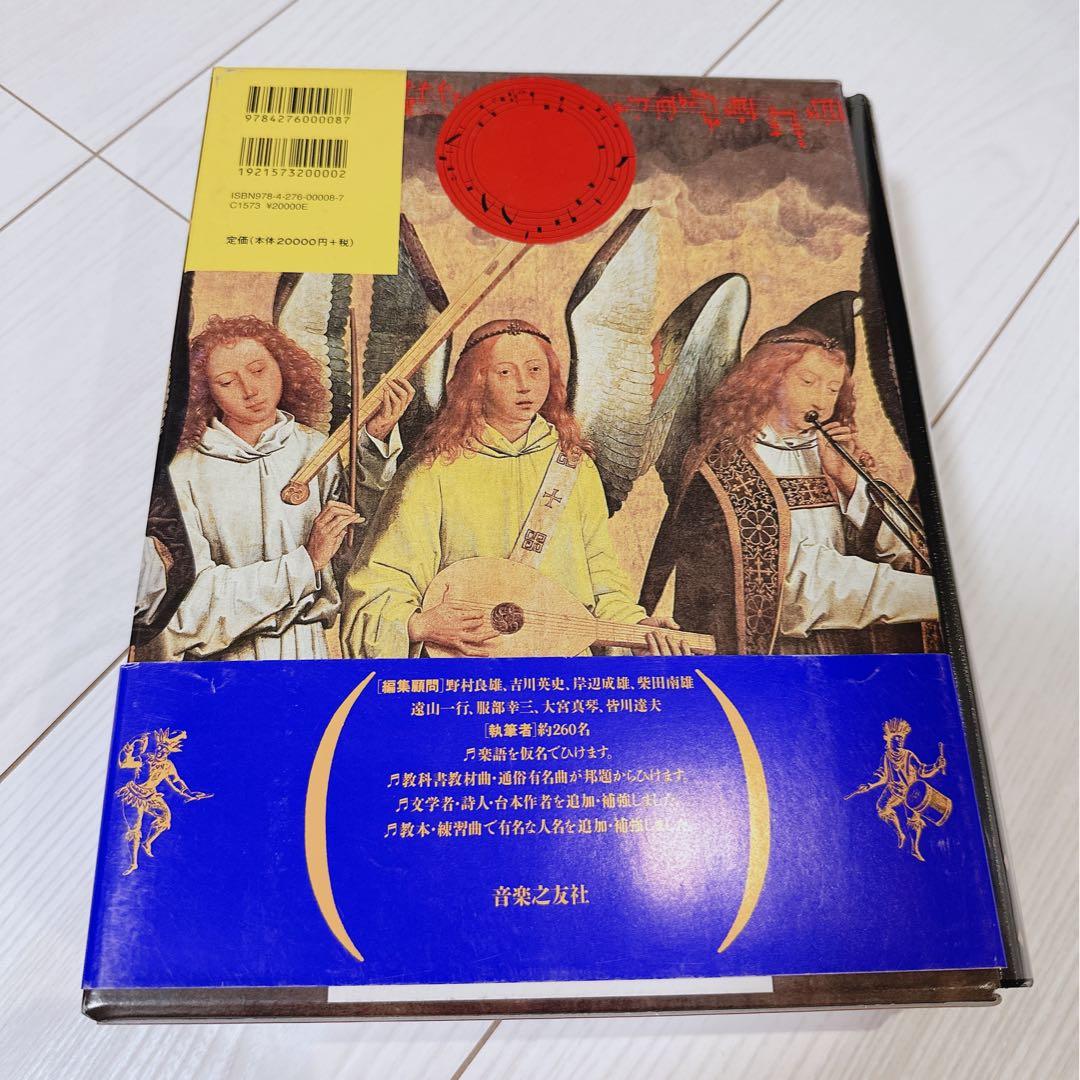 9784276000087
1921573200002
ISBN978-4-276-00008-7
C1573 ¥20000E
定価(本体20000円+税)
[編集顧問]野村良雄、吉川英史、岸辺成雄、柴田南雄
遠山一行、服部幸三、大宮真琴、皆川達夫
[執筆者]約260名
♬楽語を仮名でひけます。
♬教科書教材曲・通俗有名曲が邦題からひけます。
♬文学者・詩人・台本作者を追加・補強しました。
♬教本・練習曲で有名な人名を追加・補強しました。
音楽之友社